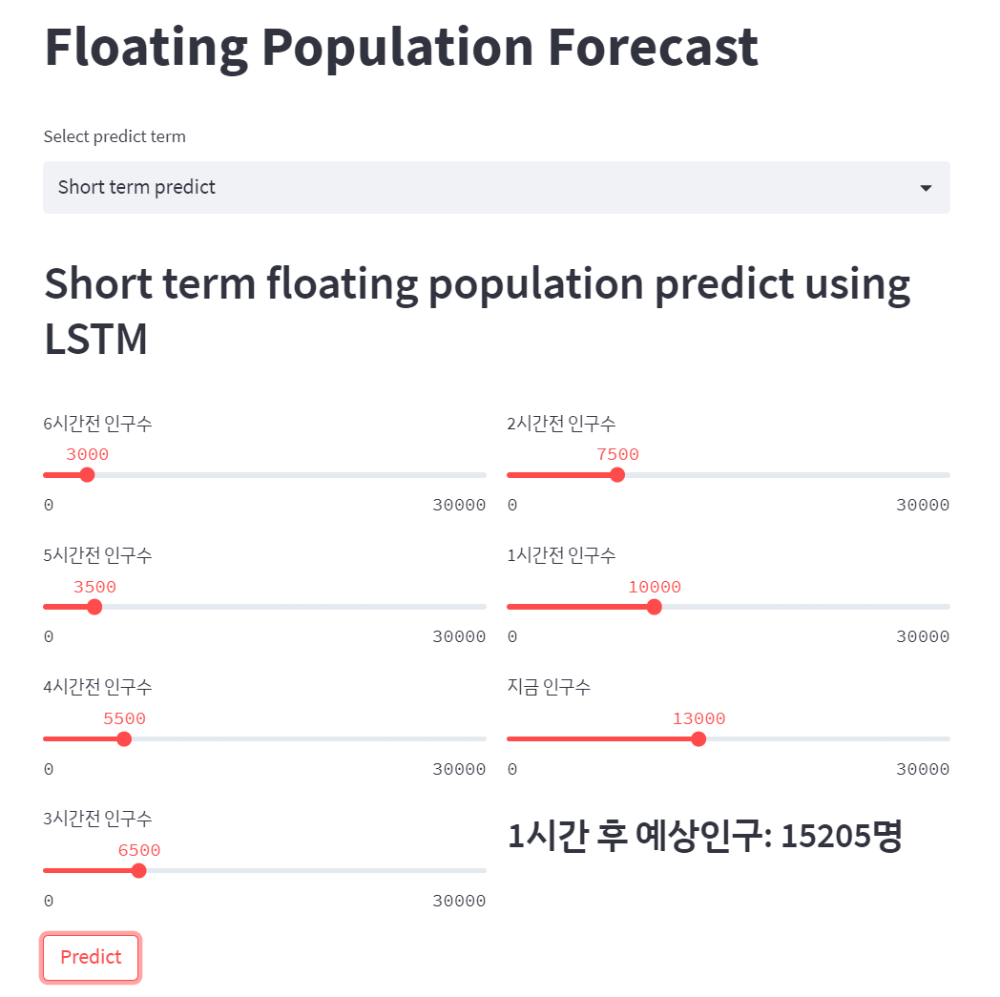 Floating Population Forecast
Select predict term
Short term predict
Short term floating population predict using
LSTM
6시간전 인구수
3000
0
30000
5시간전 인구수
3500
0
30000
4시간전 인구수
5500
0
30000
3시간전 인구수
6500
0
30000
2시간전 인구수
7500
0
30000
1시간전 인구수
10000
0
30000
지금 인구수
13000
0
30000
1시간 후 예상인구: 15205명
Predict